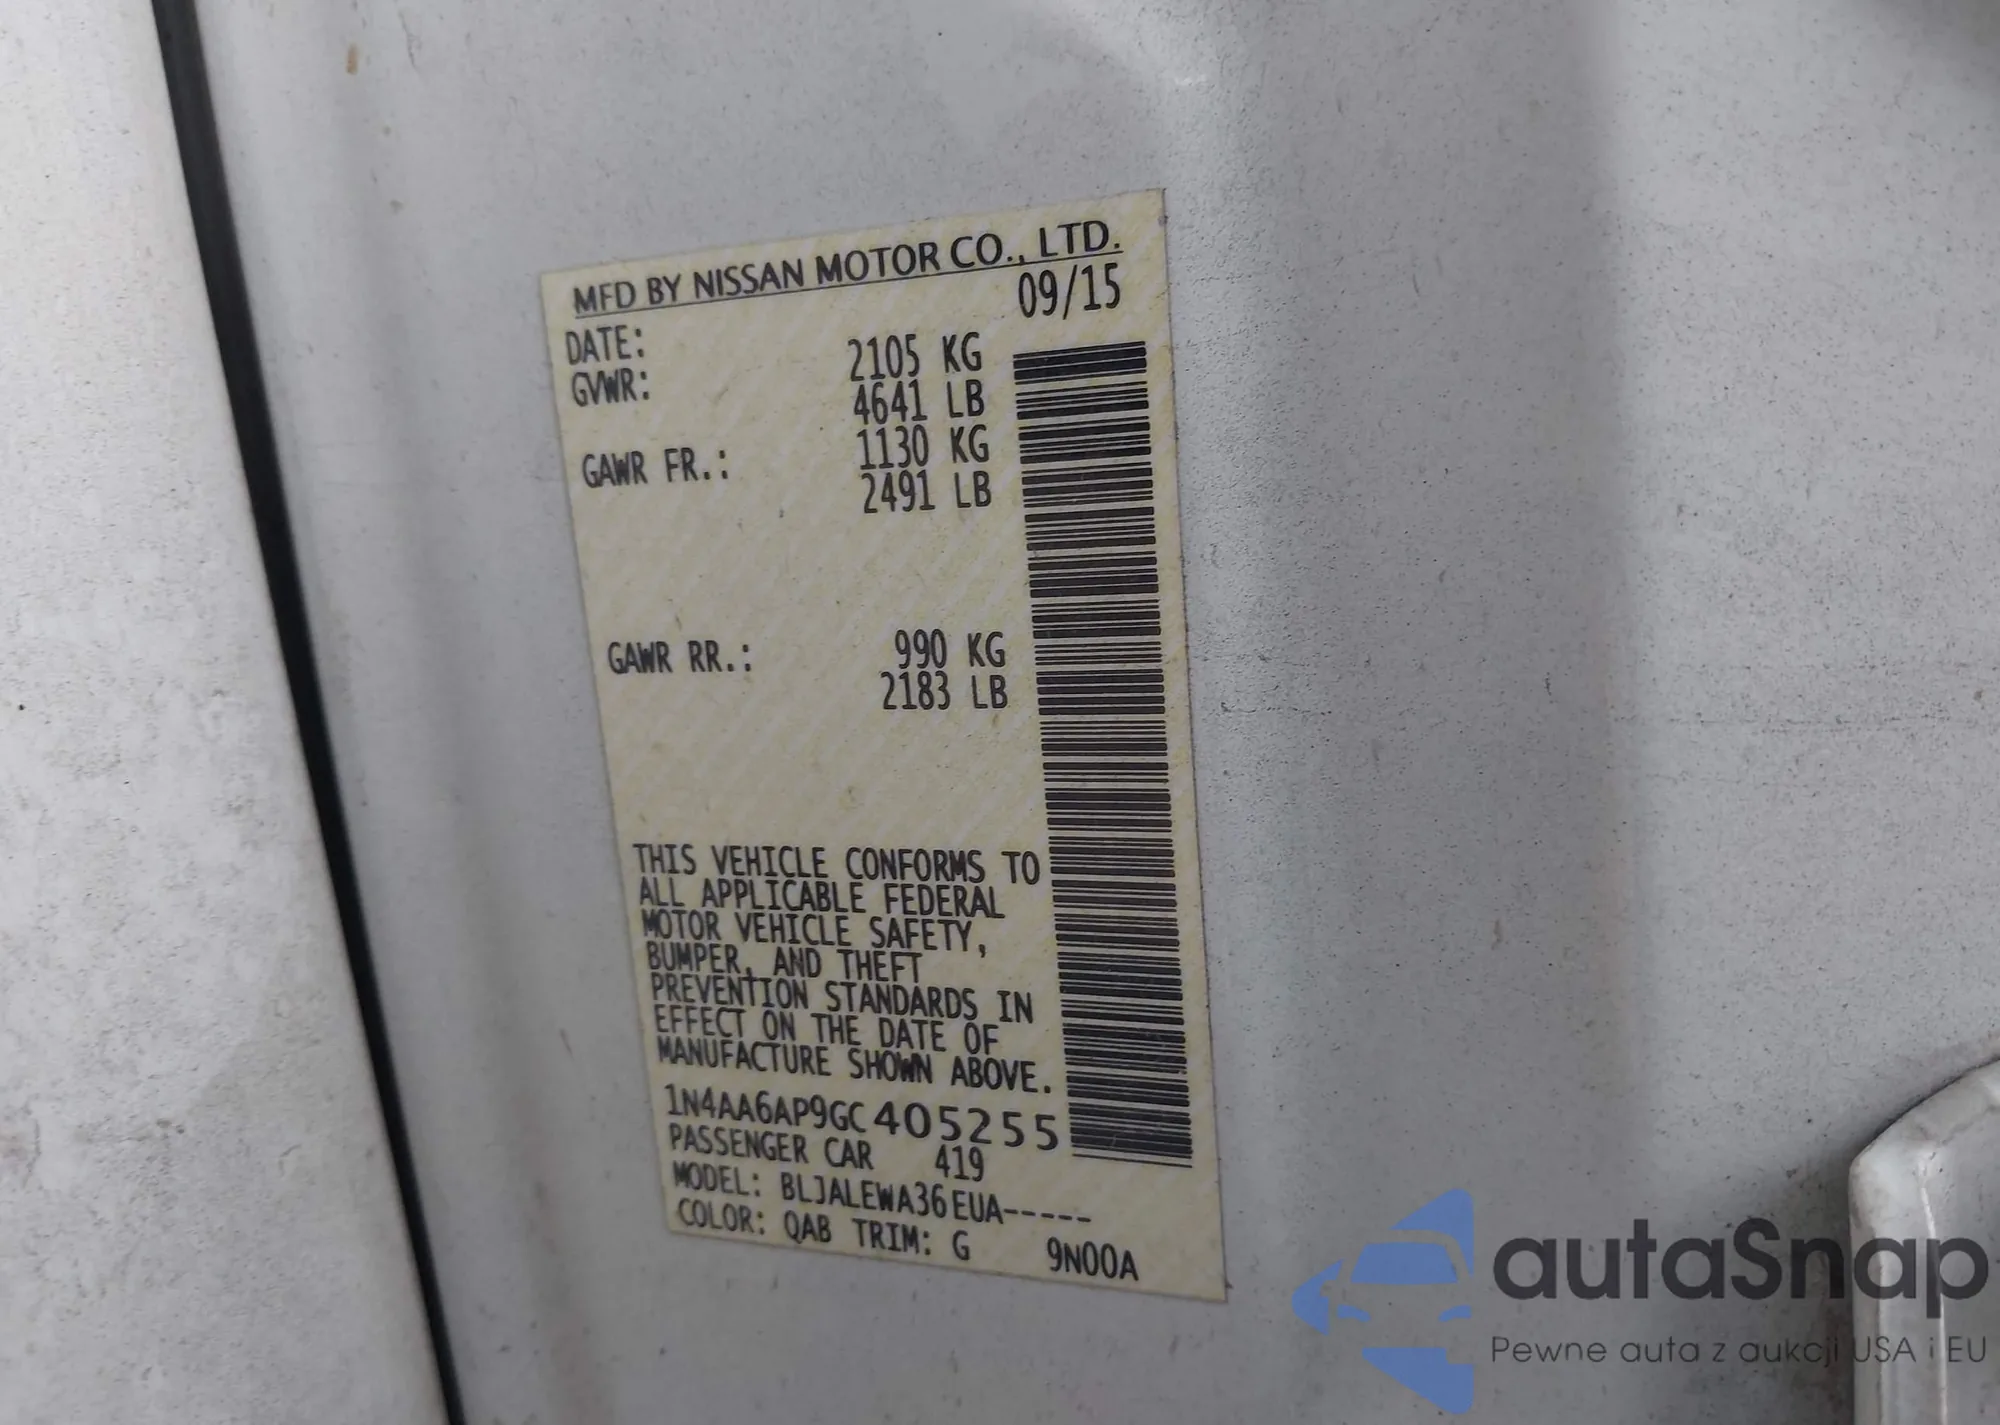 MFD BY NISSAN MOTOR CO., LTD.
DATE: 09/15
GVWR: 2105 KG
4641 LB
GAWR FR.: 1130 KG
2491 LB
GAWR RR.: 990 KG
2183 LB
THIS VEHICLE CONFORMS TO
ALL APPLICABLE FEDERAL
MOTOR VEHICLE SAFETY,
BUMPER, AND THEFT
PREVENTION STANDARDS IN
EFFECT ON THE DATE OF
MANUFACTURE SHOWN ABOVE.
1N4AA6AP9GC405255
PASSENGER CAR 419
MODEL: BLJALEWA36EUA-----
COLOR: QAB TRIM: G 9N00A
autaSnap
Pewne auta z aukcji USA i EU